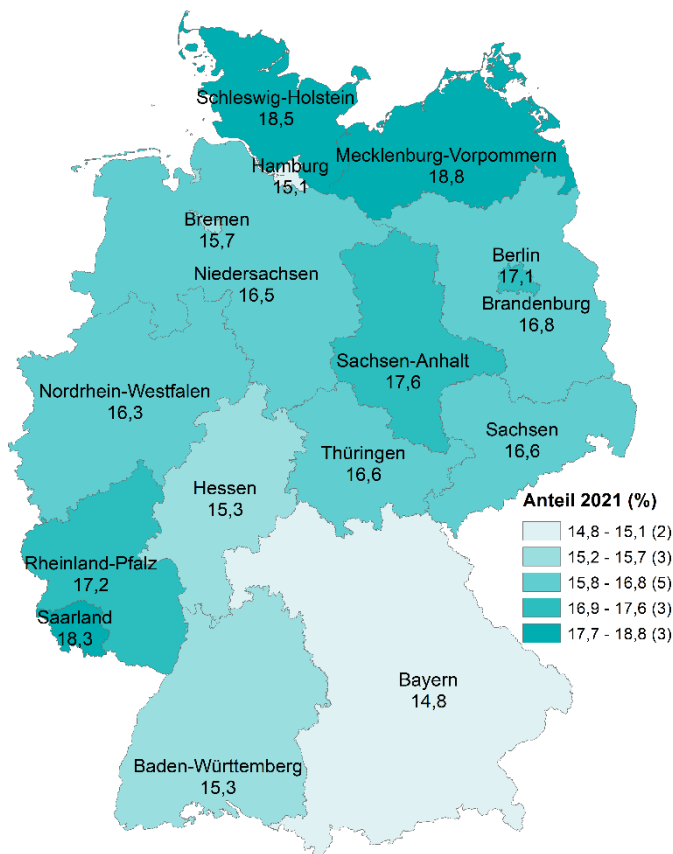 Schleswig-Holstein
18,5
Mecklenburg-Vorpommern
18,8
Hamburg
15,1
Bremen
15,7
Niedersachsen
16,5
Berlin
17,1
Brandenburg
16,8
Sachsen-Anhalt
17,6
Nordrhein-Westfalen
16,3
Sachsen
16,6
Thüringen
16,6
Hessen
15,3
Rheinland-Pfalz
17,2
Saarland
18,3
Bayern
14,8
Baden-Württemberg
15,3
Anteil 2021 (%)
14,8 - 15,1 (2)
15,2 - 15,7 (3)
15,8 - 16,8 (5)
16,9 - 17,6 (3)
17,7 - 18,8 (3)